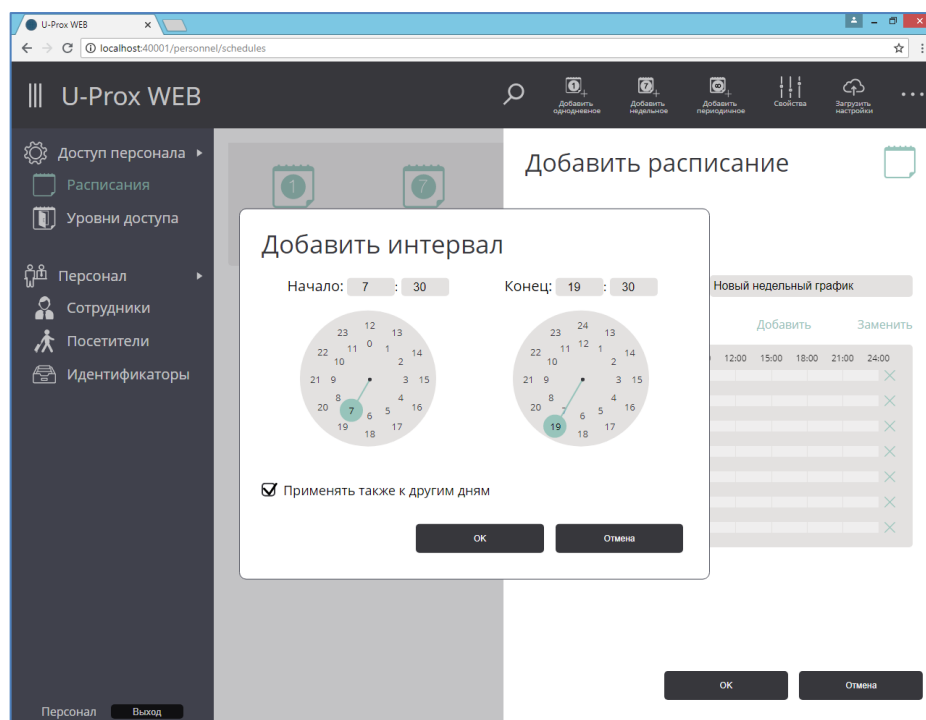 U-Prox WEB
localhost:40001/personnel/schedules
U-Prox WEB
Добавить однодневное
Добавить недельное
Добавить периодичное
Свойства
Загрузить настройки
Доступ персонала
Расписания
Уровни доступа
Персонал
Сотрудники
Посетители
Идентификаторы
Персонал
Выход
1
7
Добавить расписание
Новый недельный график
Добавить
Заменить
12:00 15:00 18:00 21:00 24:00
OK
Отмена
Добавить интервал
Начало: 7 : 30
Конец: 19 : 30
12
23 13
0
22 11 1 14
10 2
21 9 3 15
8 4
20 7 5 16
6
19 17
18
24
23 13
12
22 11 1 14
10 2
21 9 3 15
8 4
20 7 5 16
6
19 17
18
Применять также к другим дням
OK
Отмена